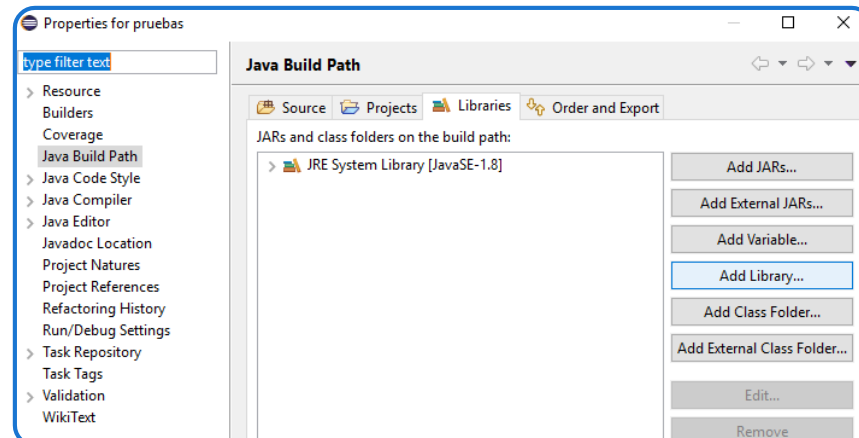 Properties for pruebas
type filter text
Resource
Builders
Coverage
Java Build Path
Java Code Style
Java Compiler
Java Editor
Javadoc Location
Project Natures
Project References
Refactoring History
Run/Debug Settings
Task Repository
Task Tags
Validation
WikiText
Java Build Path
Source Projects Libraries Order and Export
JARs and class folders on the build path:
JRE System Library [JavaSE-1.8]
Add JARs...
Add External JARs...
Add Variable...
Add Library...
Add Class Folder...
Add External Class Folder...
Edit...
Remove